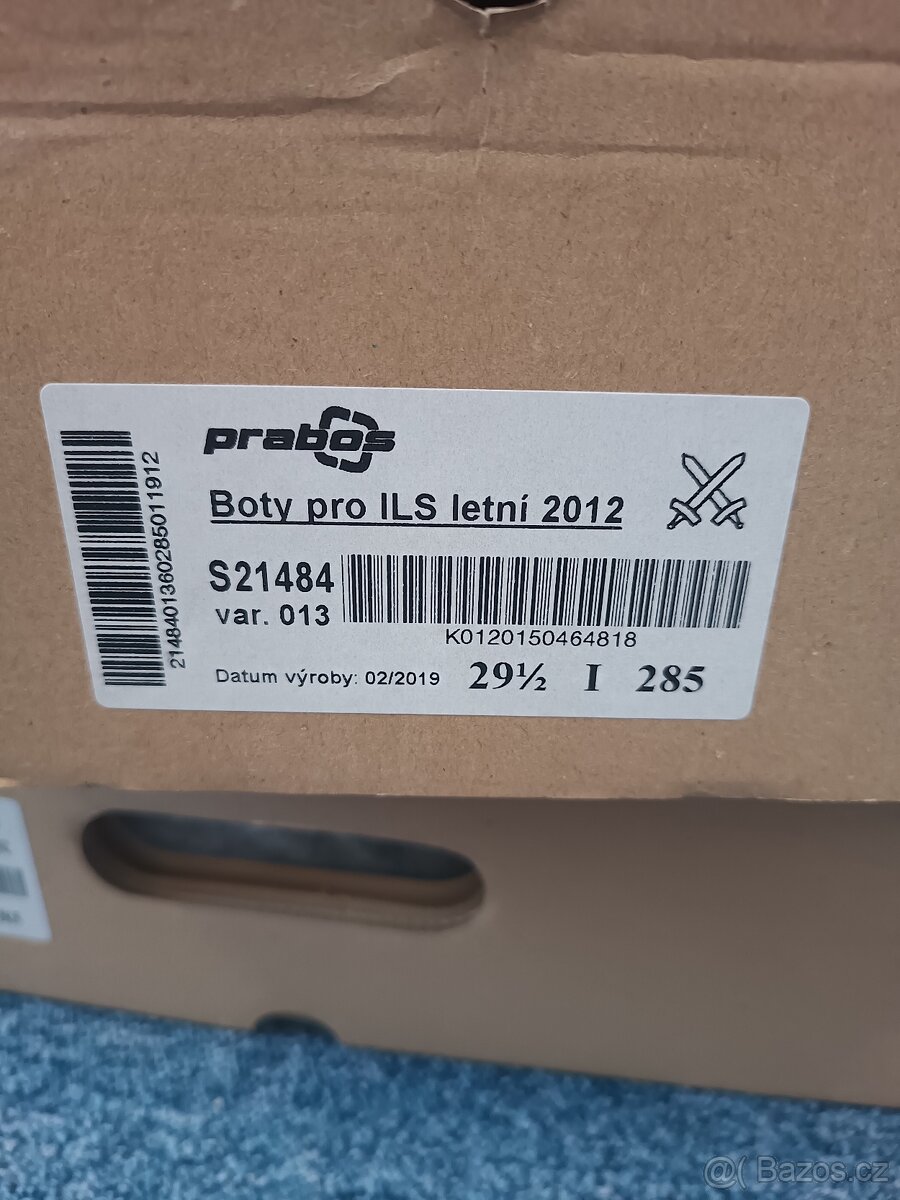 prabos
Boty pro ILS letní 2012
S21484
var. 013
K0120150464818
Datum výroby: 02/2019 29½ I 285
2148401360285011912
@( Bazos.cz